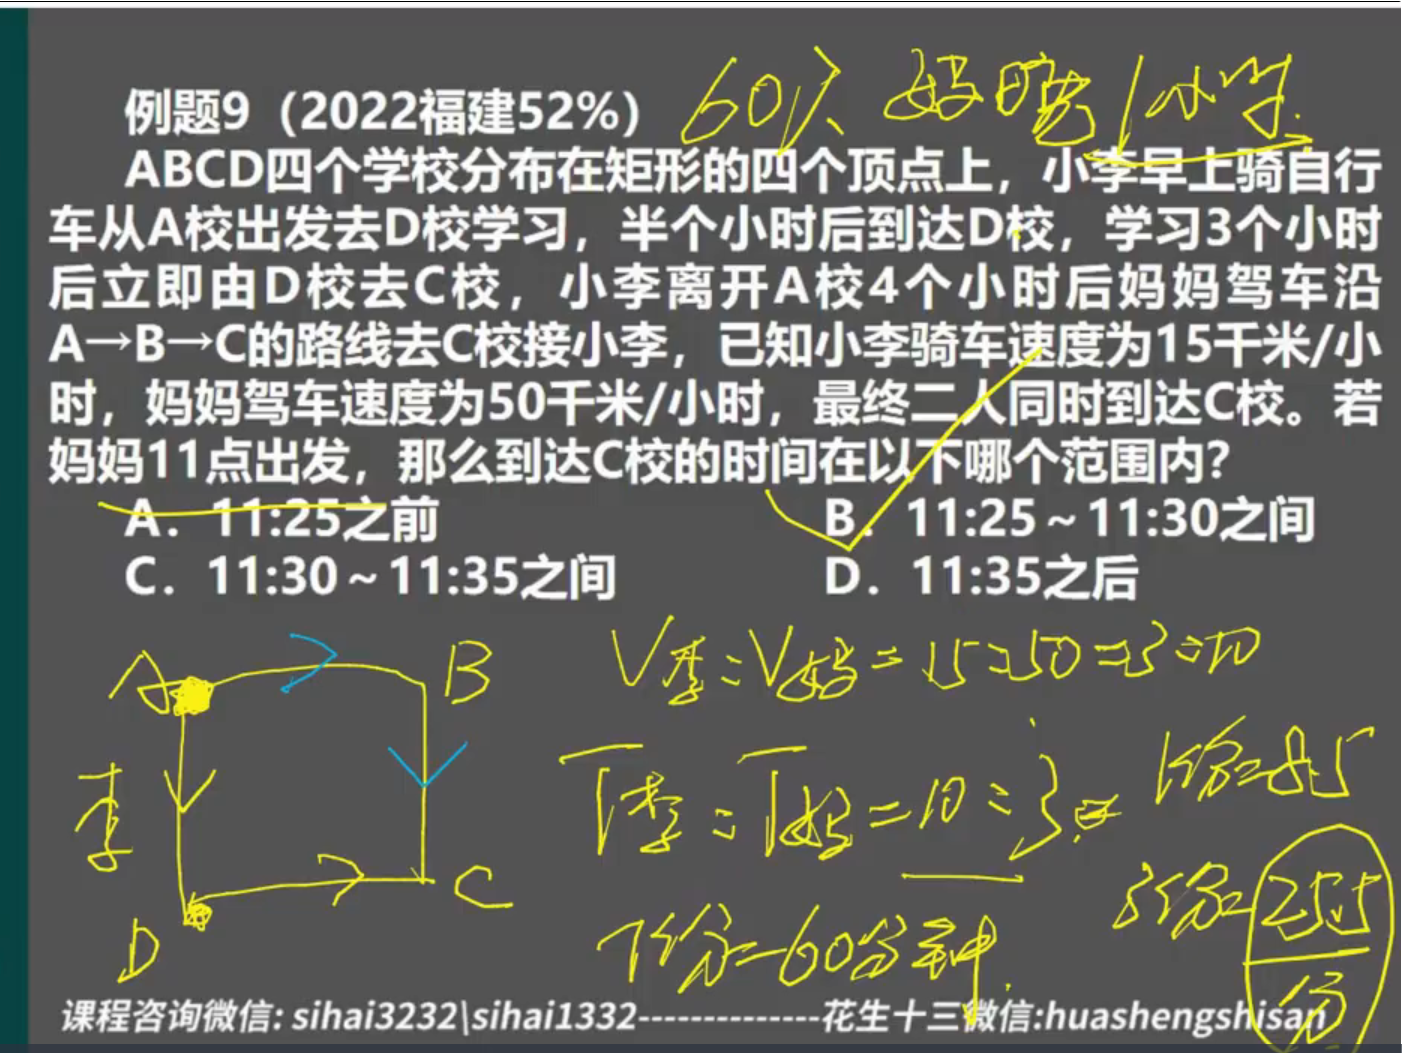 例题9（2022福建52%）
60 妈晚1小时
ABCD四个学校分布在矩形的四个顶点上，小李早上骑自行
车从A校出发去D校学习，半个小时后到达D校，学习3个小时
后立即由D校去C校，小李离开A校4个小时后妈妈驾车沿
A→B→C的路线去C校接小李，已知小李骑车速度为15千米/小
时，妈妈驾车速度为50千米/小时，最终二人同时到达C校。若
妈妈11点出发，那么到达C校的时间在以下哪个范围内？
A．11:25之前
B．11:25～11:30之间
C．11:30～11:35之间
D．11:35之后
A
B
李
D
C
V李:V妈=15:50=3:10
T李:T妈=10:3
1份=8.5
7份=60分钟
3份=25.5
分
课程咨询微信: sihai3232\sihai1332--------------花生十三微信:huashengshisan